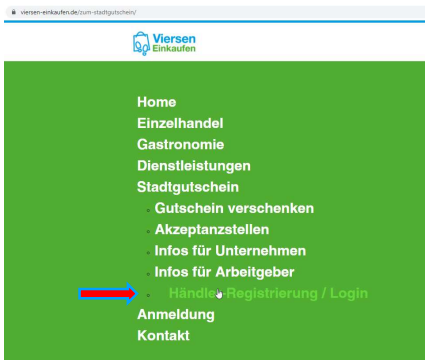 viersen-einkaufen.de/zum-stadtgutschein/
Viersen
Einkaufen
Home
Einzelhandel
Gastronomie
Dienstleistungen
Stadtgutschein
Gutschein verschenken
Akzeptanzstellen
Infos für Unternehmen
Infos für Arbeitgeber
Händler-Registrierung / Login
Anmeldung
Kontakt